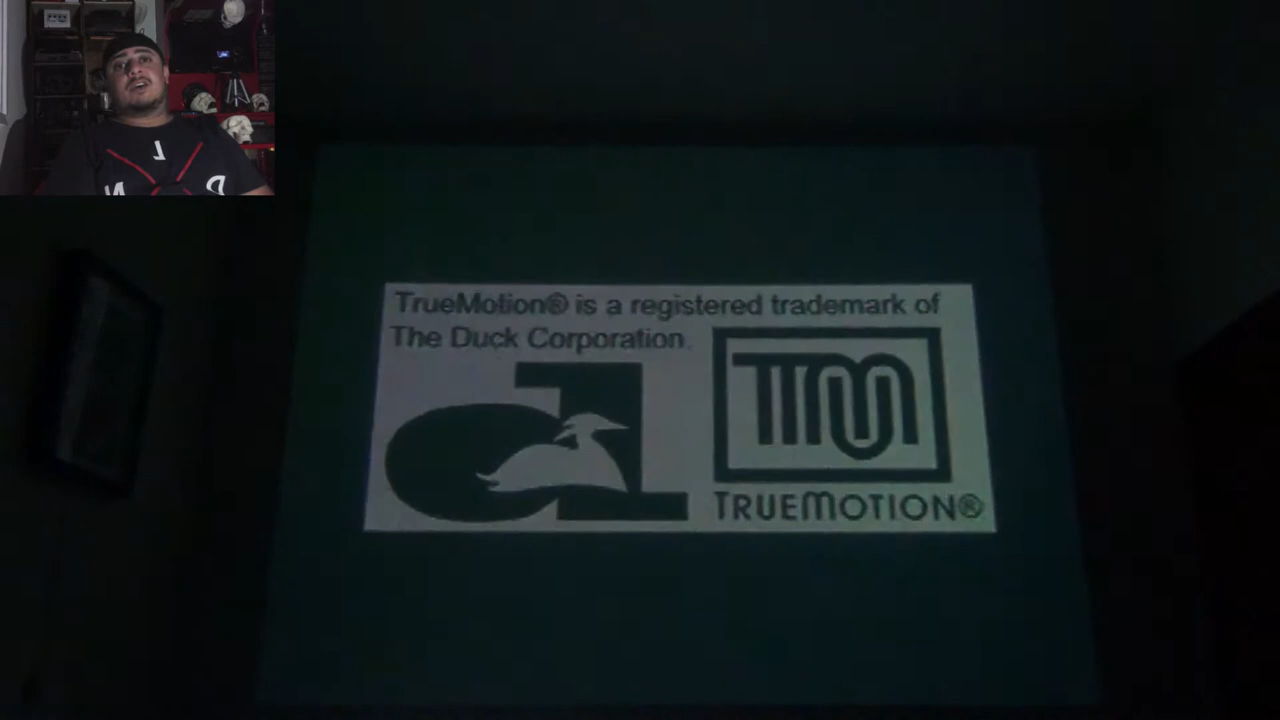 TrueMotion® is a registered trademark of
The Duck Corporation.
TM
TRUEMOTION®